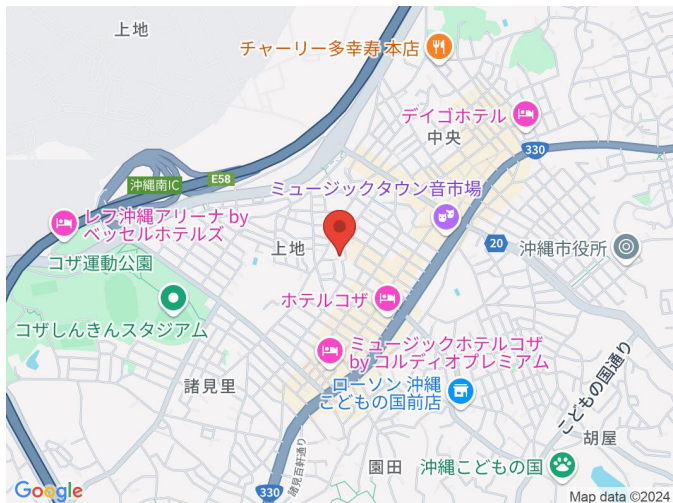 上地
チャーリー多幸寿 本店
デイゴホテル
中央
330
沖縄南IC
E58
ミュージックタウン音市場
レフ沖縄アリーナ by
ベッセルホテルズ
上地
20
沖縄市役所
コザ運動公園
ホテルコザ
コザしんきんスタジアム
ミュージックホテルコザ
by コルディオプレミアム
諸見里
ローソン 沖縄
こどもの国前店
こどもの国通り
胡屋
諸見百軒通り
園田
沖縄こどもの国
330
Google
Map data ©2024